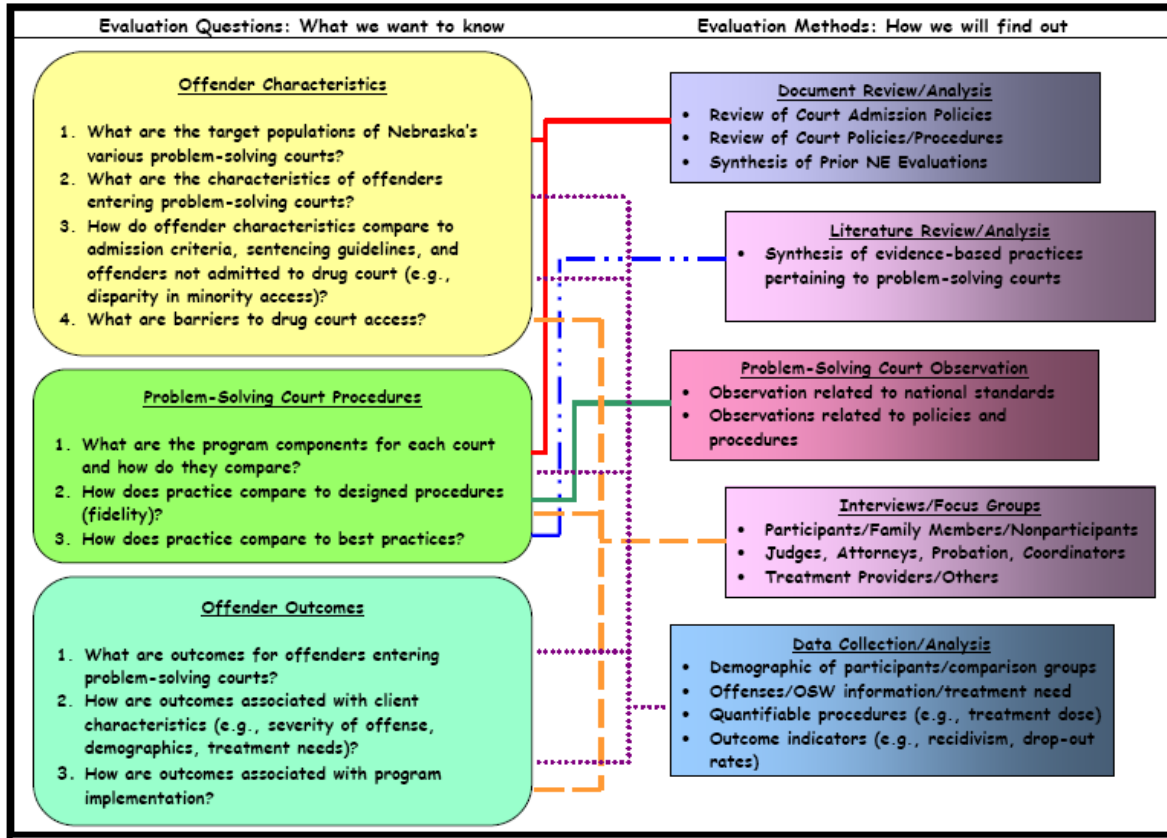 Evaluation Questions: What we want to know
Evaluation Methods: How we will find out
Offender Characteristics
1. What are the target populations of Nebraska's
various problem-solving courts?
2. What are the characteristics of offenders
entering problem-solving courts?
3. How do offender characteristics compare to
admission criteria, sentencing guidelines, and
offenders not admitted to drug court (e.g.,
disparity in minority access)?
4. What are barriers to drug court access?
Problem-Solving Court Procedures
1. What are the program components for each court
and how do they compare?
2. How does practice compare to designed procedures
(fidelity)?
3. How does practice compare to best practices?
Offender Outcomes
1. What are outcomes for offenders entering
problem-solving courts?
2. How are outcomes associated with client
characteristics (e.g., severity of offense,
demographics, treatment needs)?
3. How are outcomes associated with program
implementation?
Document Review/Analysis
• Review of Court Admission Policies
• Review of Court Policies/Procedures
• Synthesis of Prior NE Evaluations
Literature Review/Analysis
• Synthesis of evidence-based practices
pertaining to problem-solving courts
Problem-Solving Court Observation
• Observation related to national standards
• Observations related to policies and
procedures
Interviews/Focus Groups
• Participants/Family Members/Nonparticipants
• Judges, Attorneys, Probation, Coordinators
• Treatment Providers/Others
Data Collection/Analysis
• Demographic of participants/comparison groups
• Offenses/OSW information/treatment need
• Quantifiable procedures (e.g., treatment dose)
• Outcome indicators (e.g., recidivism, drop-out
rates)